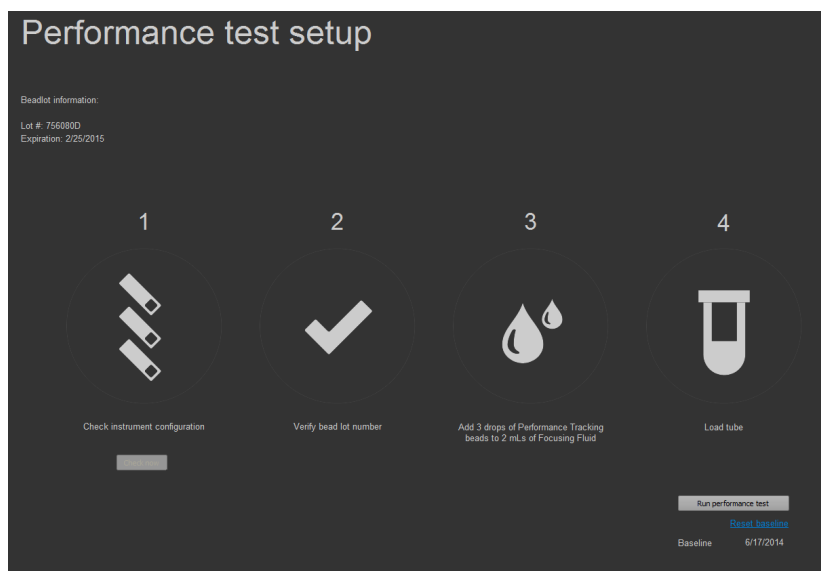 Performance test setup
Beadlot information:
Lot #: 756080D
Expiration: 2/25/2015
1
2
3
4
Check instrument configuration
Verify bead lot number
Add 3 drops of Performance Tracking
beads to 2 mLs of Focusing Fluid
Load tube
Run performance test
Reset baseline
Baseline 6/17/2014